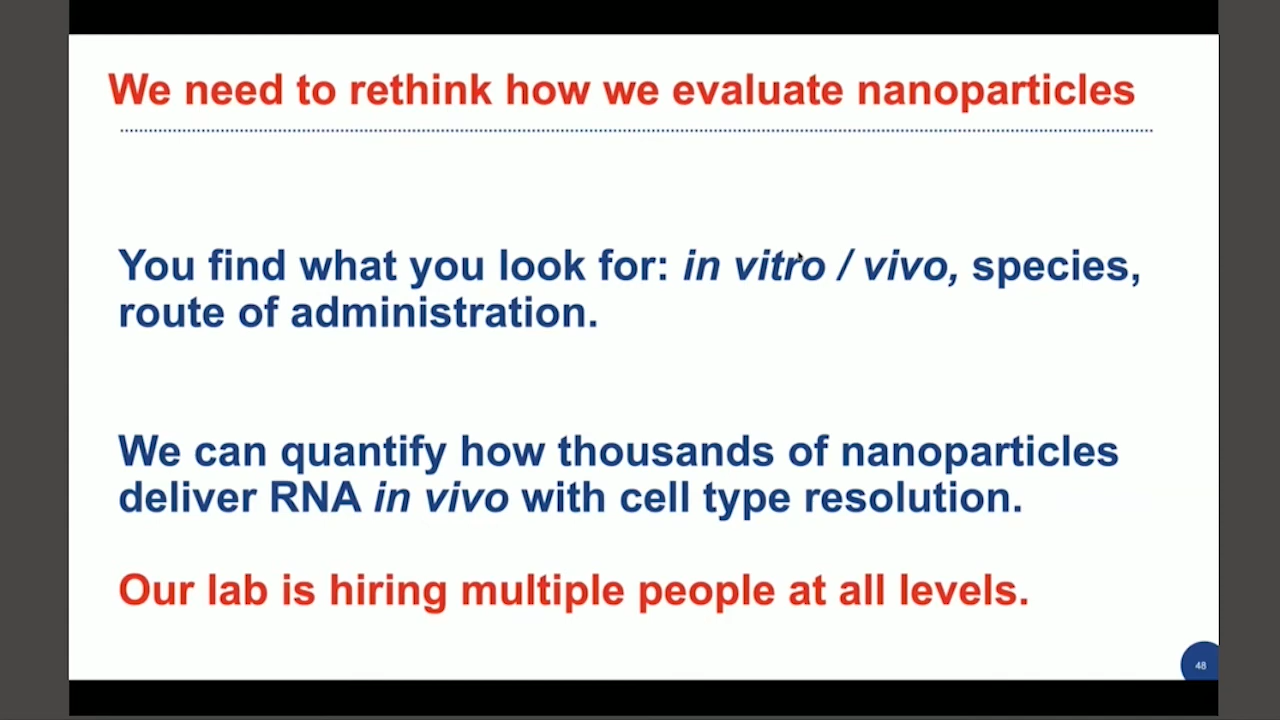 We need to rethink how we evaluate nanoparticles
You find what you look for: in vitro / vivo, species,
route of administration.
We can quantify how thousands of nanoparticles
deliver RNA in vivo with cell type resolution.
Our lab is hiring multiple people at all levels.
48